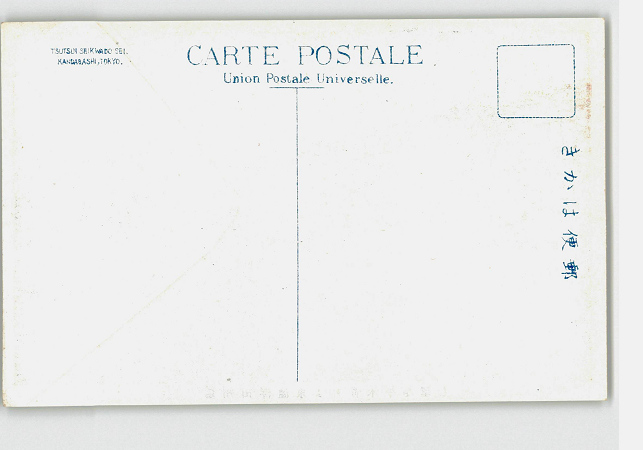 TSUTSUI SEIKWADO SEI.
KANDABASHI, TOKYO.
CARTE POSTALE
Union Postale Universelle.
郵便はかき